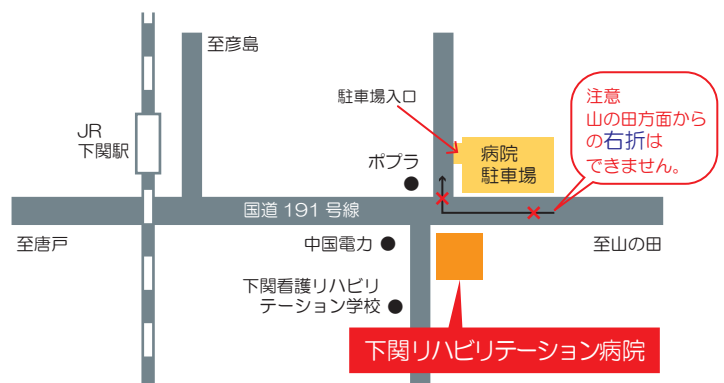 至彦島
駐車場入口
注意
山の田方面から
の右折は
できません。
JR
下関駅
ポプラ
病院
駐車場
国道 191 号線
至唐戸
中国電力
至山の田
下関看護リハビリ
テーション学校
下関リハビリテーション病院